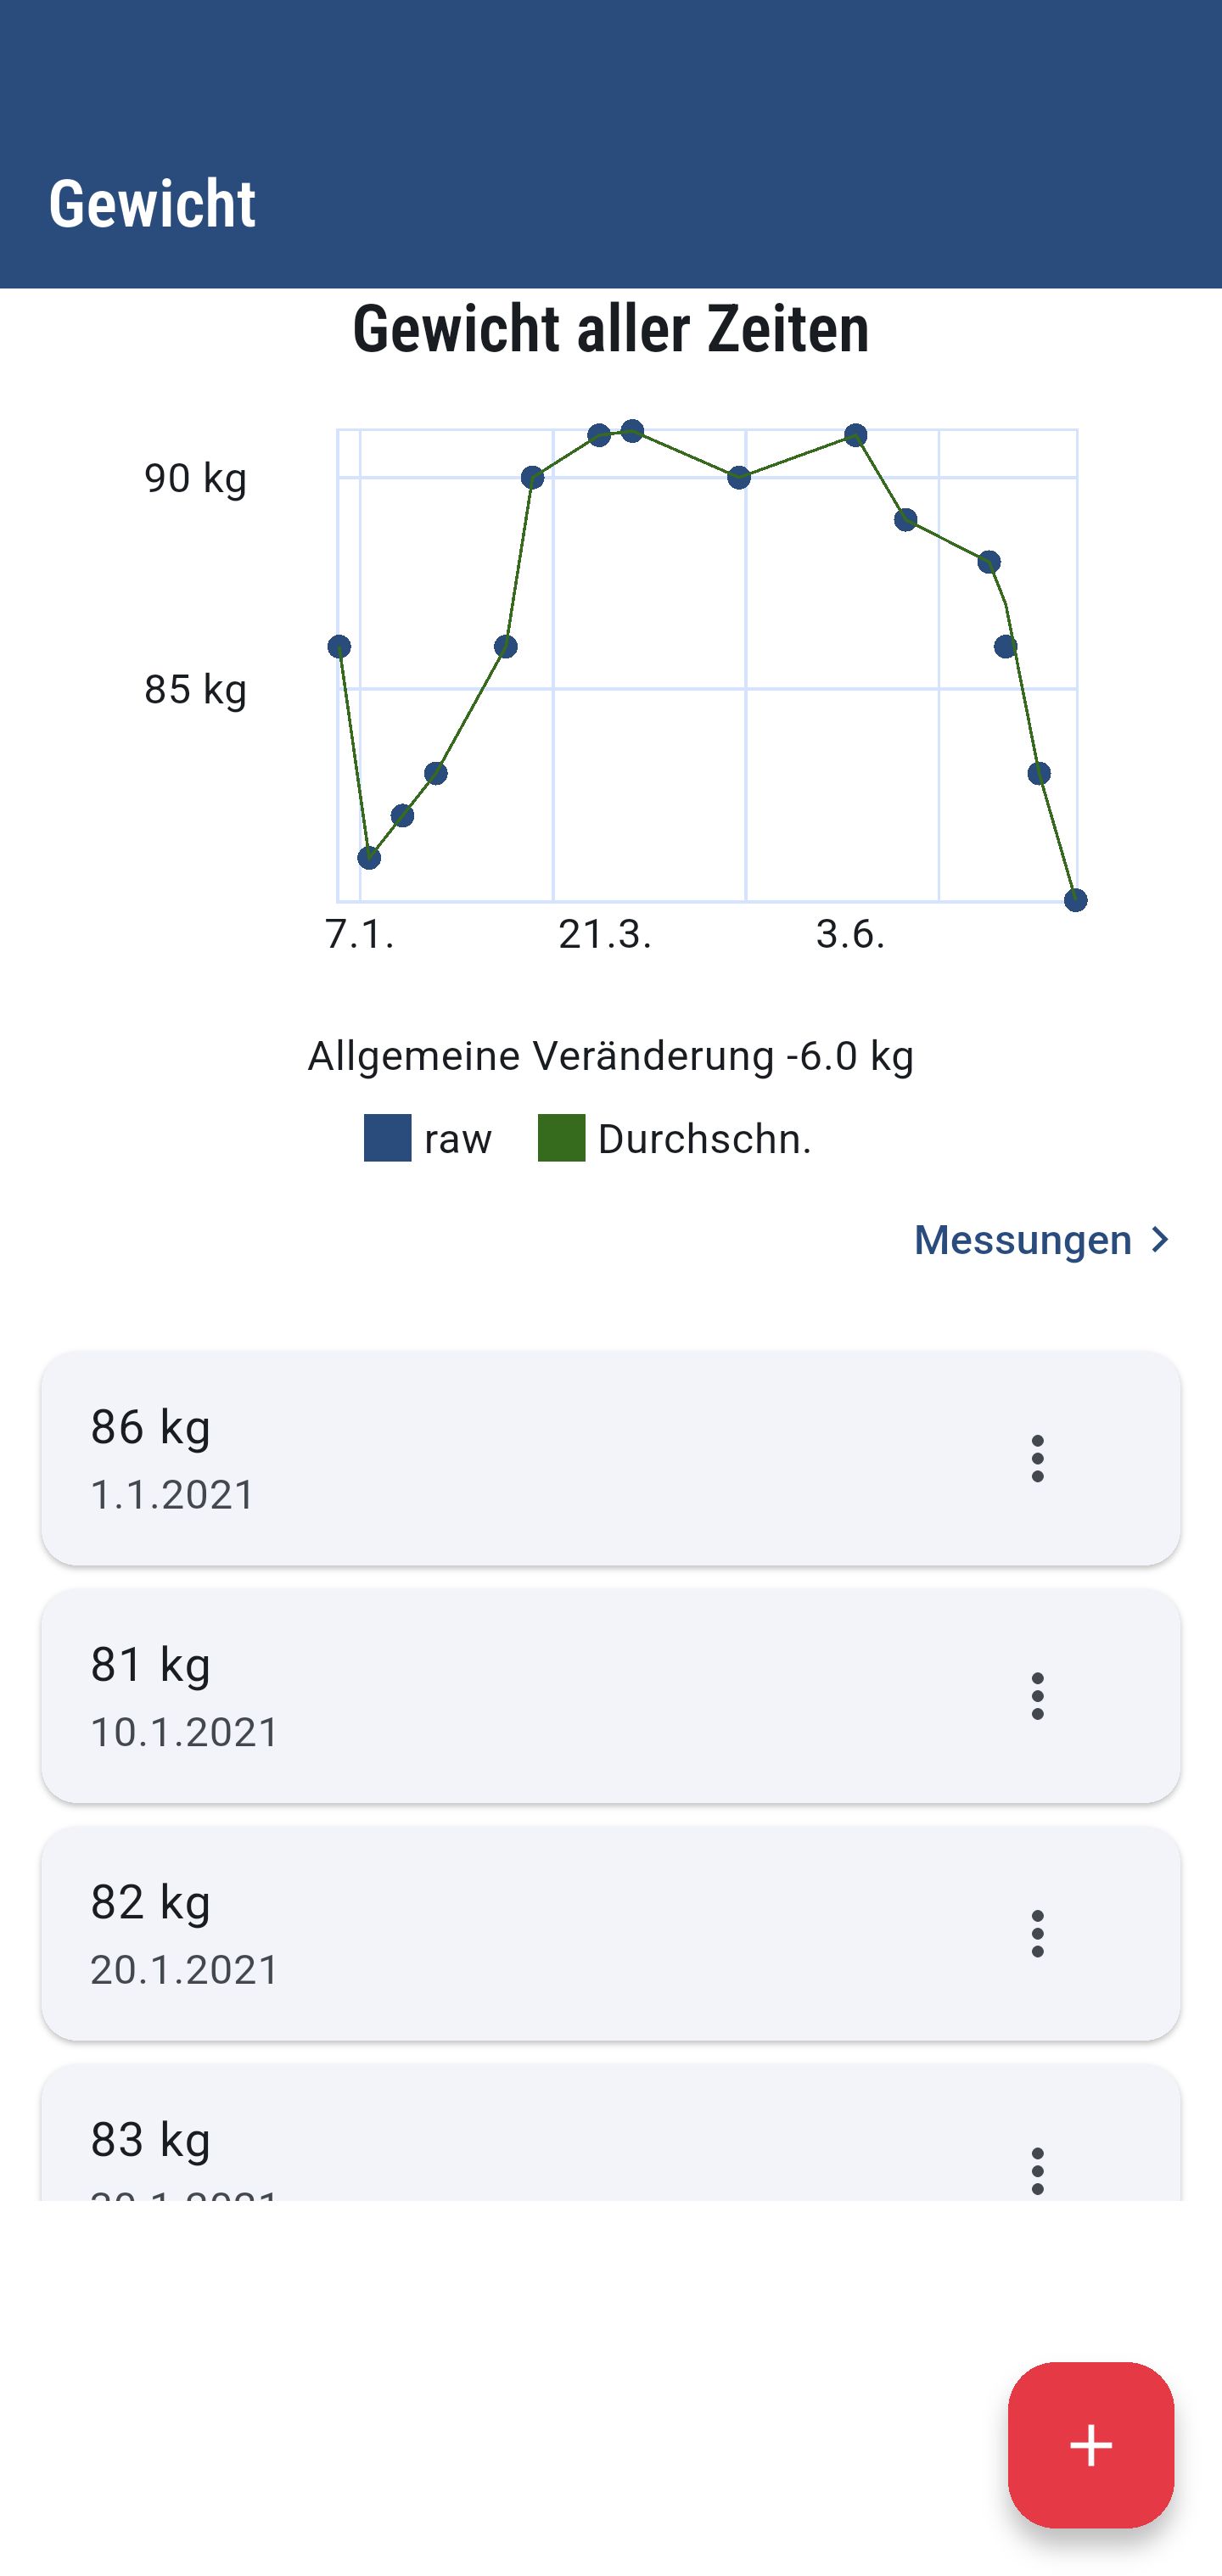 Gewicht
Gewicht aller Zeiten
90 kg
85 kg
7.1. 21.3. 3.6.
Allgemeine Veränderung -6.0 kg
raw Durchschn.
Messungen
86 kg
1.1.2021
81 kg
10.1.2021
82 kg
20.1.2021
83 kg